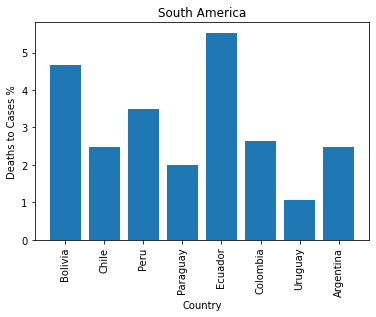 South America
Deaths to Cases %
5
4
3
2
1
0
Bolivia
Chile
Peru
Paraguay
Ecuador
Colombia
Uruguay
Argentina
Country